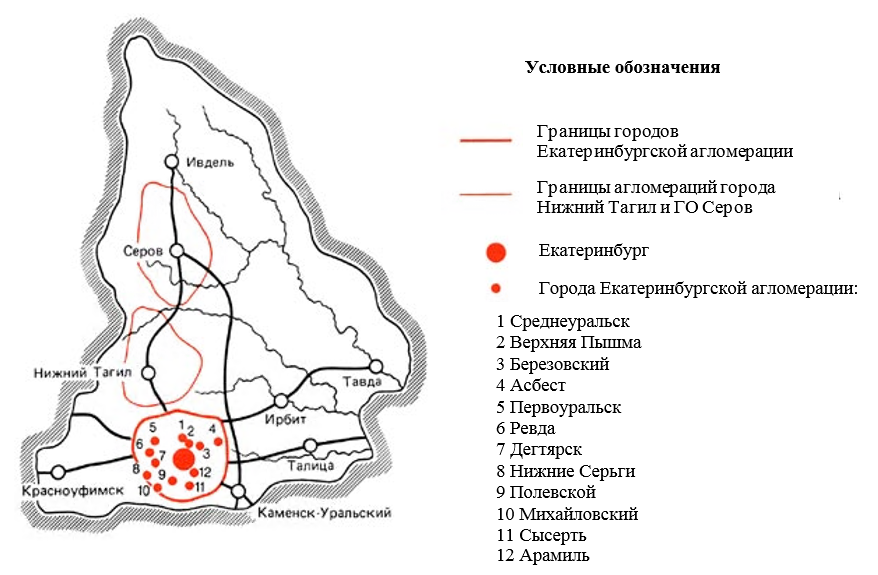 Ивдель
Серов
Нижний Тагил
Тавда
Ирбит
Талица
Красноуфимск
Каменск-Уральский
1
2
3
4
5
6
7
8
9
10
11
12
Условные обозначения
Границы городов
Екатеринбургской агломерации
Границы агломераций города
Нижний Тагил и ГО Серов
Екатеринбург
Города Екатеринбургской агломерации:
1 Среднеуральск
2 Верхняя Пышма
3 Березовский
4 Асбест
5 Первоуральск
6 Ревда
7 Дегтярск
8 Нижние Серьги
9 Полевской
10 Михайловский
11 Сысерть
12 Арамиль